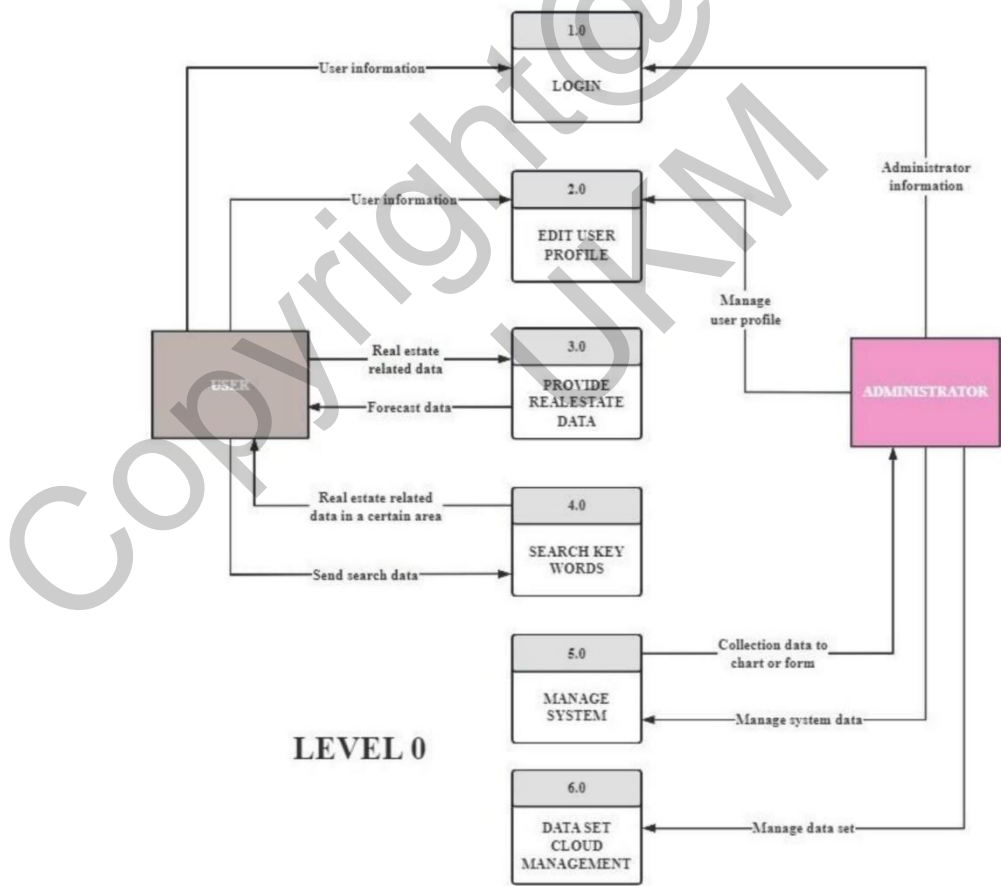 1.0
LOGIN
User information
Administrator
information
2.0
EDIT USER
PROFILE
User information
Manage
user profile
3.0
PROVIDE
REALESTATE
DATA
Real estate
related data
Forecast data
USER
ADMINISTRATOR
4.0
SEARCH KEY
WORDS
Real estate related
data in a certain area
Send search data
5.0
MANAGE
SYSTEM
Collection data to
chart or form
Manage system data
LEVEL 0
6.0
DATA SET
CLOUD
MANAGEMENT
Manage data set
Copyright@
UKM